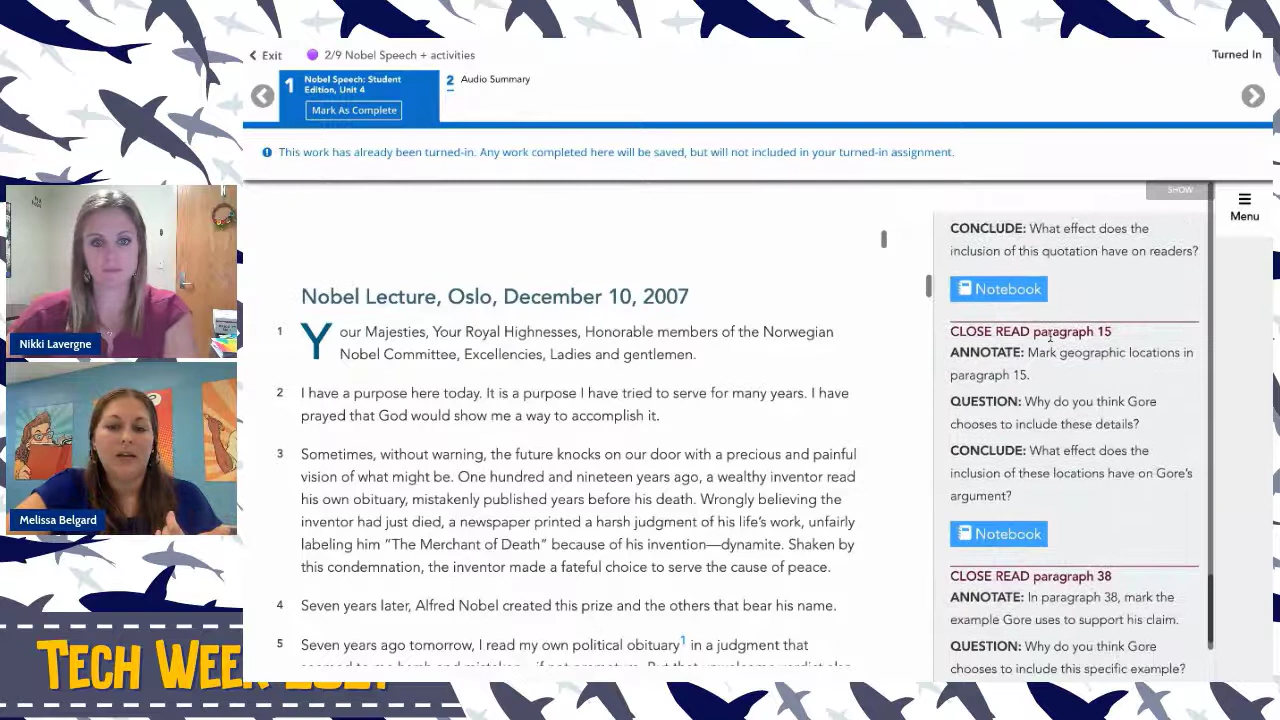 Exit
2/9 Nobel Speech + activities
Turned In
1
Nobel Speech: Student
Edition, Unit 4
Mark As Complete
2 Audio Summary
This work has already been turned-in. Any work completed here will be saved, but will not included in your turned-in assignment.
SHOW
Menu
Nobel Lecture, Oslo, December 10, 2007
1 Your Majesties, Your Royal Highnesses, Honorable members of the Norwegian
Nobel Committee, Excellencies, Ladies and gentlemen.
2 I have a purpose here today. It is a purpose I have tried to serve for many years. I have
prayed that God would show me a way to accomplish it.
3 Sometimes, without warning, the future knocks on our door with a precious and painful
vision of what might be. One hundred and nineteen years ago, a wealthy inventor read
his own obituary, mistakenly published years before his death. Wrongly believing the
inventor had just died, a newspaper printed a harsh judgment of his life's work, unfairly
labeling him "The Merchant of Death" because of his invention—dynamite. Shaken by
this condemnation, the inventor made a fateful choice to serve the cause of peace.
4 Seven years later, Alfred Nobel created this prize and the others that bear his name.
5 Seven years ago tomorrow, I read my own political obituary1 in a judgment that
CONCLUDE: What effect does the
inclusion of this quotation have on readers?
Notebook
CLOSE READ paragraph 15
ANNOTATE: Mark geographic locations in
paragraph 15.
QUESTION: Why do you think Gore
chooses to include these details?
CONCLUDE: What effect does the
inclusion of these locations have on Gore's
argument?
Notebook
CLOSE READ paragraph 38
ANNOTATE: In paragraph 38, mark the
example Gore uses to support his claim.
QUESTION: Why do you think Gore
chooses to include this specific example?
Nikki Lavergne
Melissa Belgard
TECH WEEK